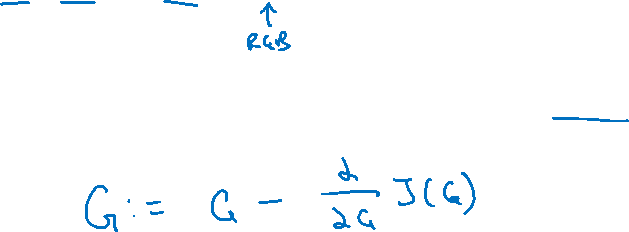 RGB
G := G - ∂/∂G J(G)